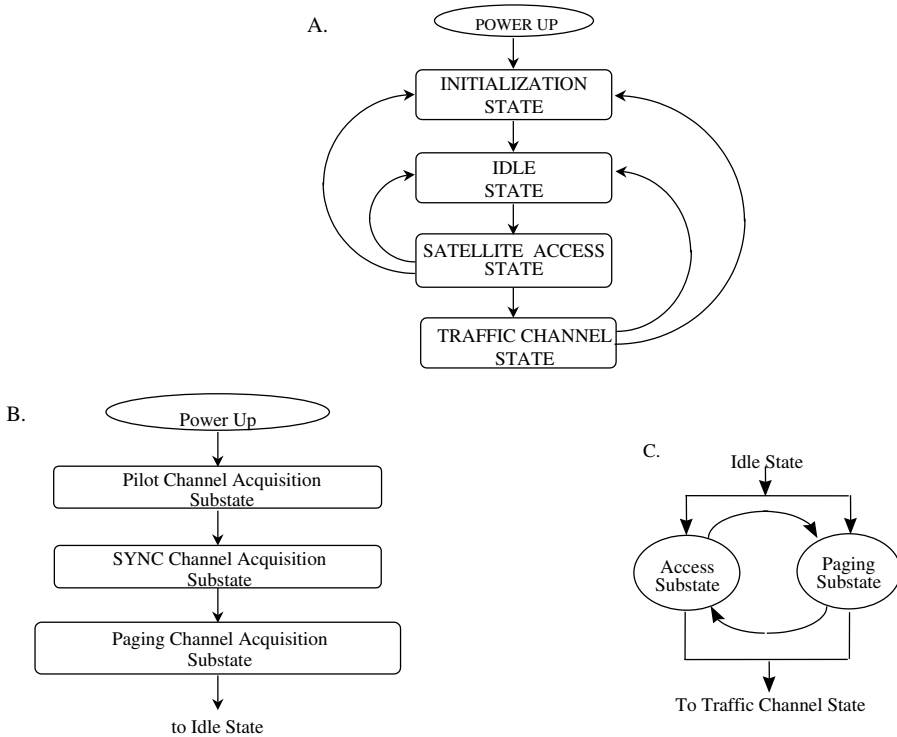 A.
POWER UP
INITIALIZATION
STATE
IDLE
STATE
SATELLITE ACCESS
STATE
TRAFFIC CHANNEL
STATE
B.
Power Up
Pilot Channel Acquisition
Substate
SYNC Channel Acquisition
Substate
Paging Channel Acquisition
Substate
to Idle State
C.
Idle State
Access
Substate
Paging
Substate
To Traffic Channel State